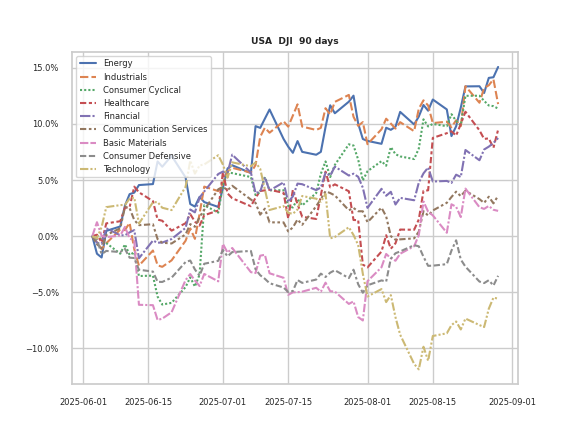 USA  DJI  90 days
Energy
Industrials
Consumer Cyclical
Healthcare
Financial
Communication Services
Basic Materials
Consumer Defensive
Technology
15.0%
10.0%
5.0%
0.0%
−5.0%
−10.0%
2025-06-01 2025-06-15 2025-07-01 2025-07-15 2025-08-01 2025-08-15 2025-09-01